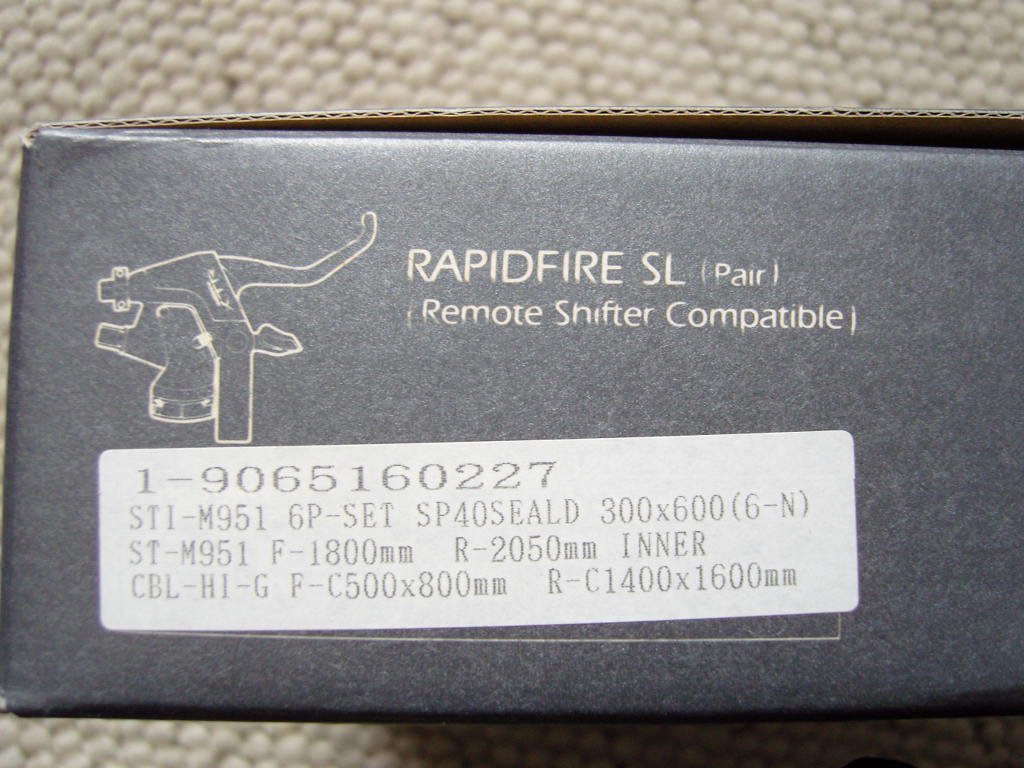 RAPIDFIRE SL (Pair)
(Remote Shifter Compatible)
1-9065160227
STI-M951 6P-SET SP40SEALD 300x600(6-N)
ST-M951 F-1800mm R-2050mm INNER
CBL-HI-G F-C500x800mm R-C1400x1600mm